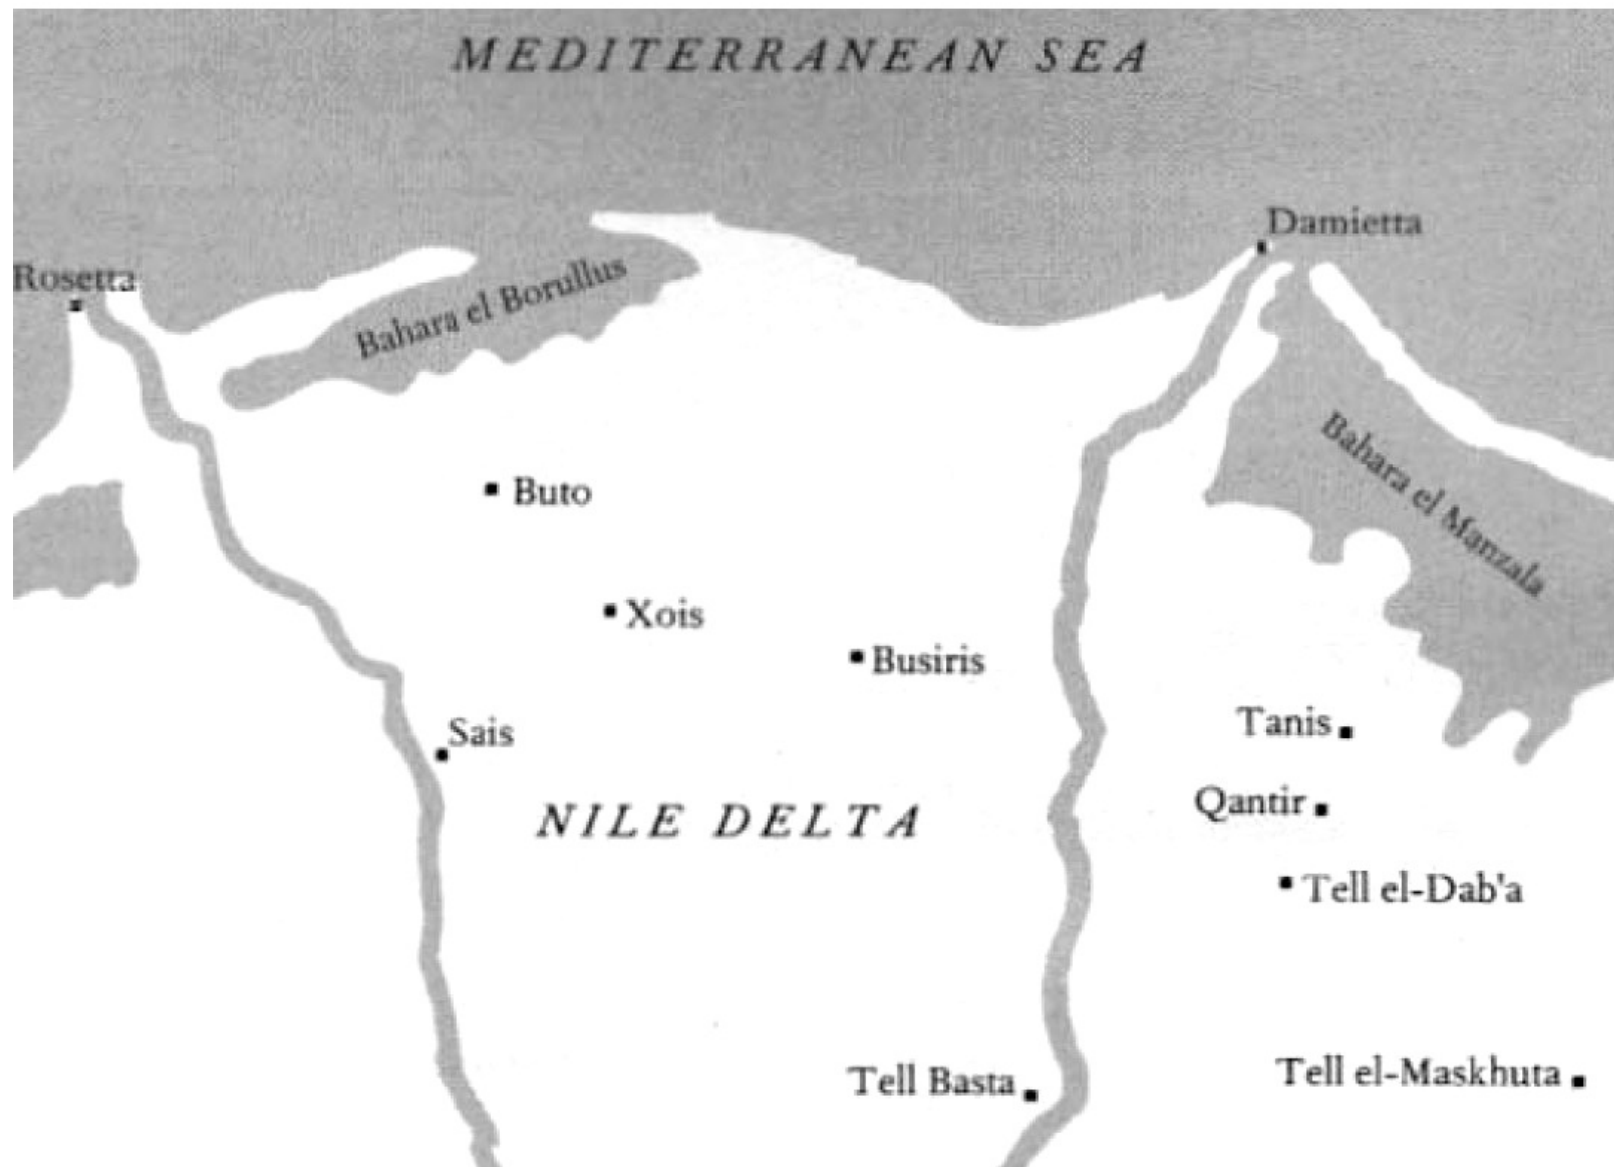 MEDITERRANEAN SEA
Damietta
Rosetta
Bahara el Borullus
Bahara el Manzala
Buto
Xois
Busiris
Tanis
Sais
Qantir
NILE DELTA
Tell el-Dab'a
Tell Basta
Tell el-Maskhuta